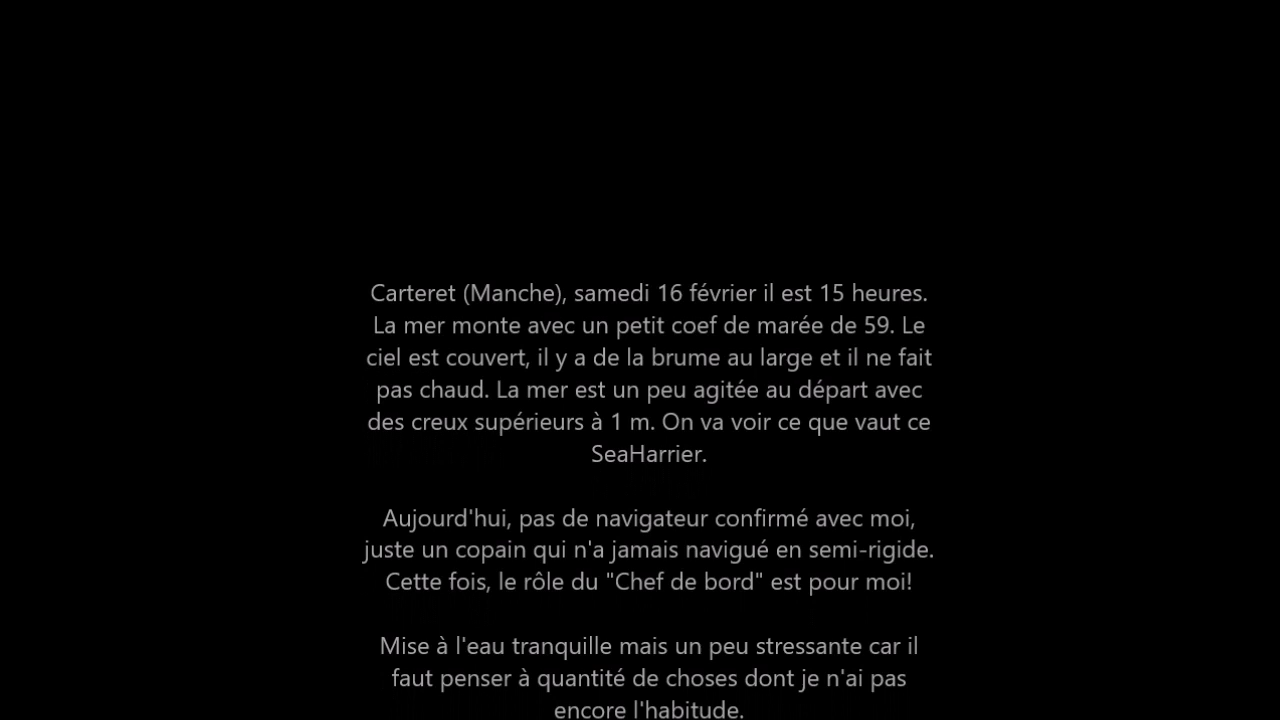 Carteret (Manche), samedi 16 février il est 15 heures.
La mer monte avec un petit coef de marée de 59. Le
ciel est couvert, il y a de la brume au large et il ne fait
pas chaud. La mer est un peu agitée au départ avec
des creux supérieurs à 1 m. On va voir ce que vaut ce
SeaHarrier.
Aujourd'hui, pas de navigateur confirmé avec moi,
juste un copain qui n'a jamais navigué en semi-rigide.
Cette fois, le rôle du "Chef de bord" est pour moi!
Mise à l'eau tranquille mais un peu stressante car il
faut penser à quantité de choses dont je n'ai pas
encore l'habitude.